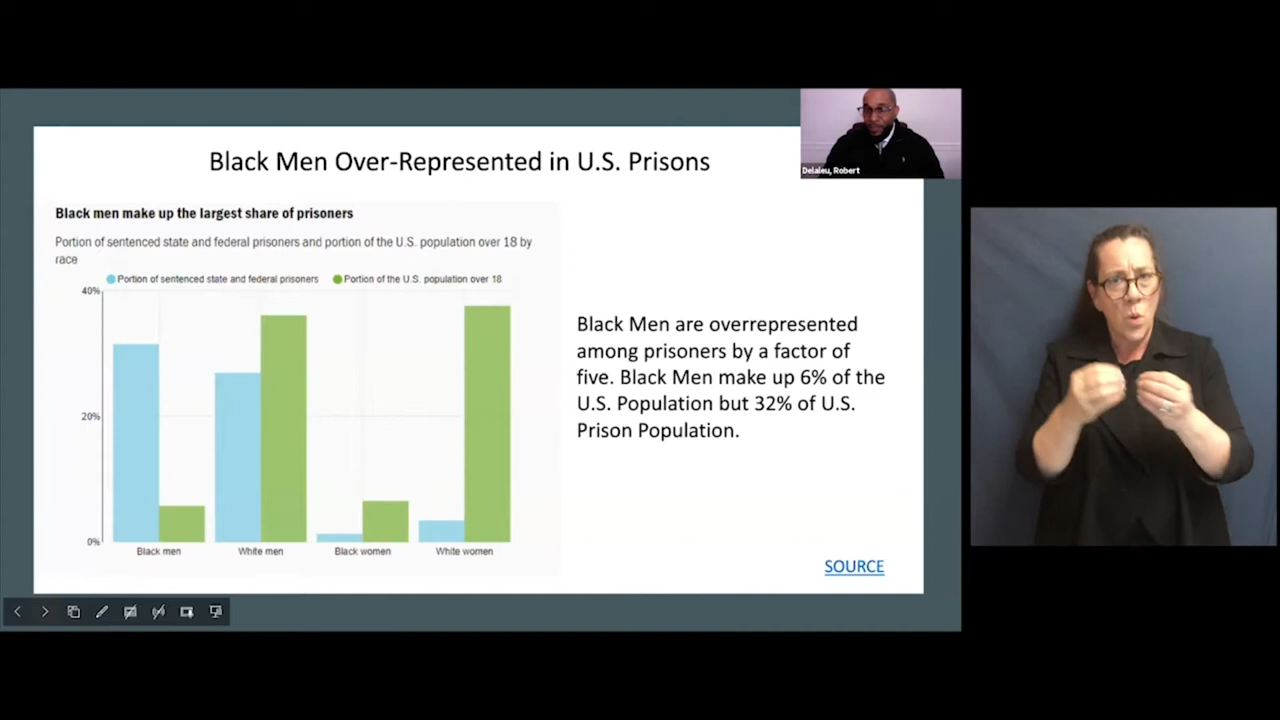 Black Men Over-Represented in U.S. Prisons
Delaleu, Robert
Black men make up the largest share of prisoners
Portion of sentenced state and federal prisoners and portion of the U.S. population over 18 by
race
Portion of sentenced state and federal prisoners Portion of the U.S. population over 18
40%
20%
0%
Black men White men Black women White women
Black Men are overrepresented
among prisoners by a factor of
five. Black Men make up 6% of the
U.S. Population but 32% of U.S.
Prison Population.
SOURCE